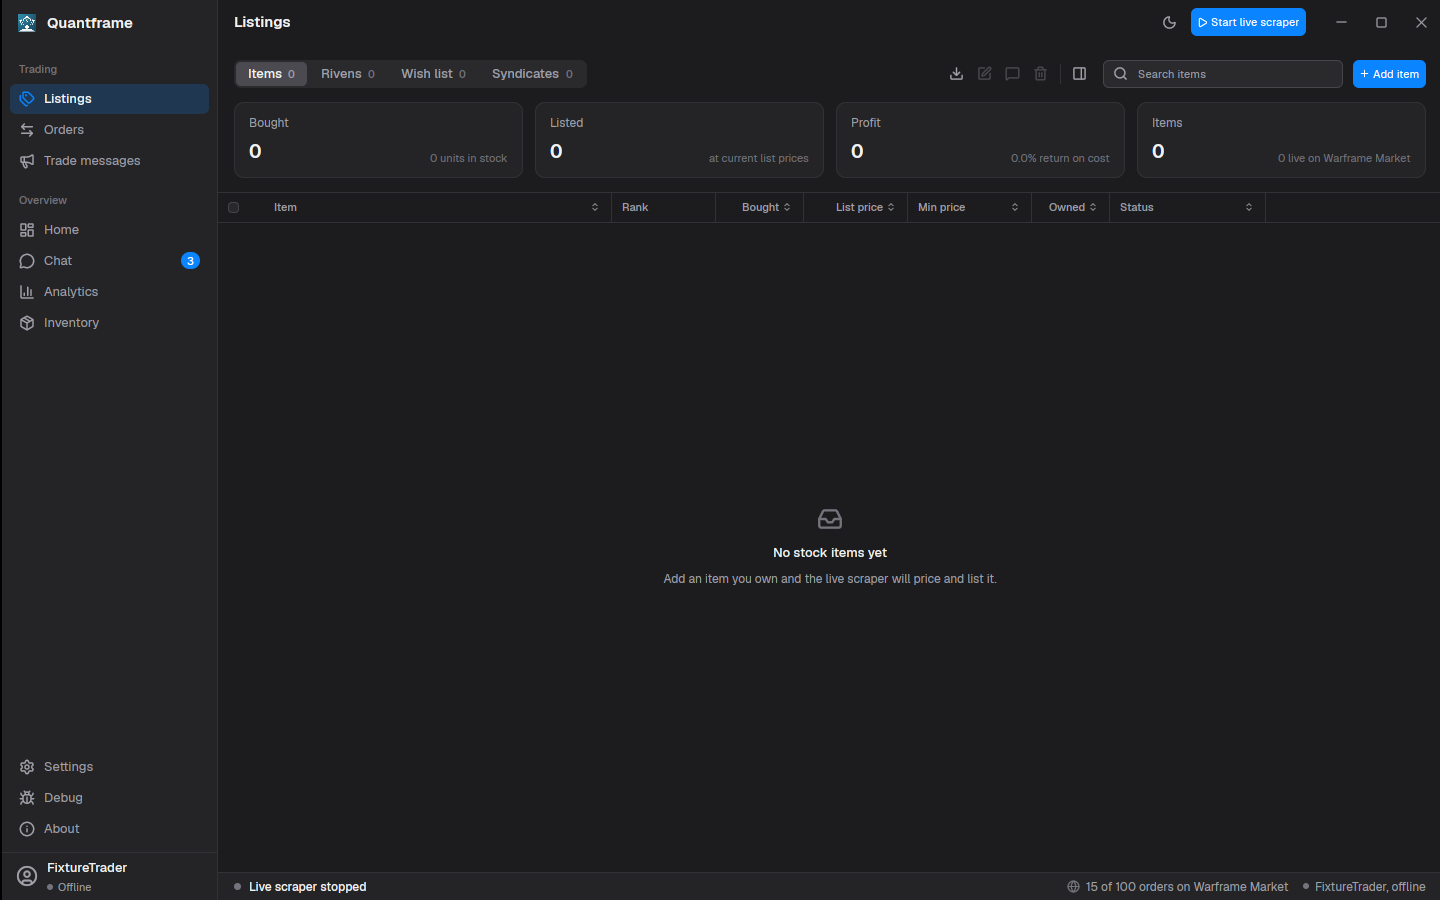 Quantframe
Listings
Start live scraper
Trading
Listings
Orders
Trade messages
Overview
Home
Chat 3
Analytics
Inventory
Settings
Debug
About
FixtureTrader
Offline
Items 0 Rivens 0 Wish list 0 Syndicates 0
Search items
+ Add item
Bought
0
0 units in stock
Listed
0
at current list prices
Profit
0
0.0% return on cost
Items
0
0 live on Warframe Market
Item Rank Bought List price Min price Owned Status
No stock items yet
Add an item you own and the live scraper will price and list it.
Live scraper stopped
15 of 100 orders on Warframe Market
FixtureTrader, offline